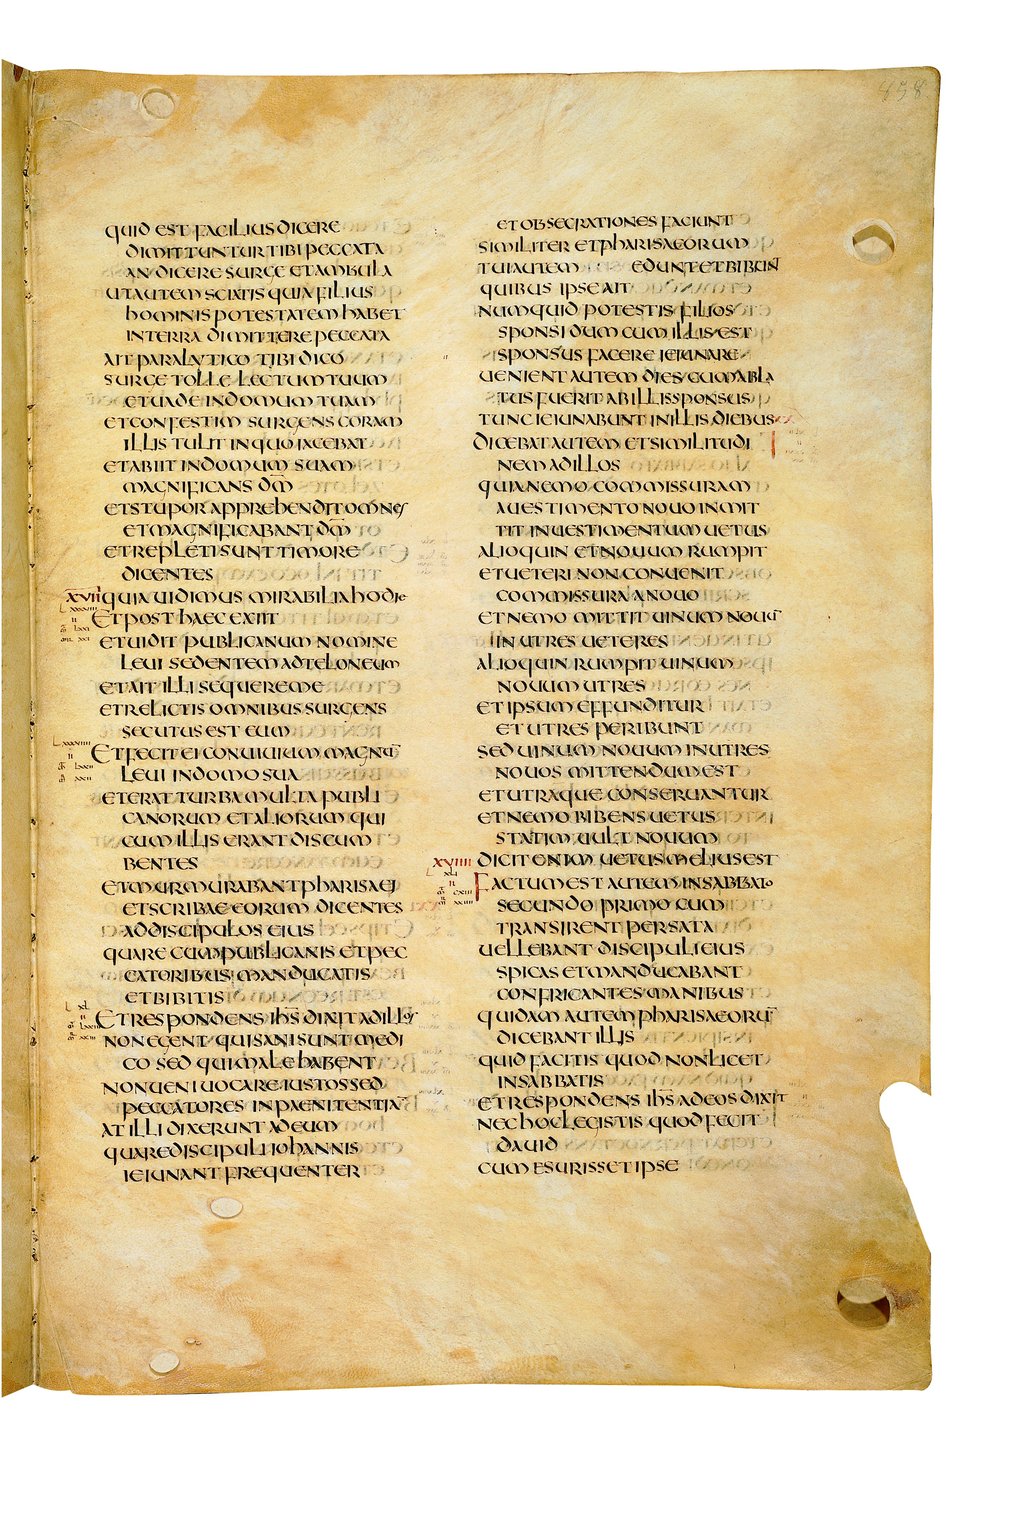 858
QUID EST FACILIUS DICERE
DIMITTUNTUR TIBI PECCATA
AN DICERE SURGE ET AMBULA
UT AUTEM SCIATIS QUIA FILIUS
HOMINIS POTESTATEM HABET
IN TERRA DIMITTERE PECCATA
AIT PARALYTICO TIBI DICO
SURGE TOLLE LECTUM TUUM
ET UADE IN DOMUM TUAM
ET CONFESTIM SURGENS CORAM
ILLIS TULIT IN QUO IACEBAT
ET ABIIT IN DOMUM SUAM
MAGNIFICANS DM̅
ET STUPOR APPREHENDIT OMNES
ET MAGNIFICABANT DM̅
ET REPLETI SUNT TIMORE
DICENTES
XVII QUIA UIDIMUS MIRABILIA HODIE
L XXXVIII ET POST HAEC EXIIT
II
ET UIDIT PUBLICANUM NOMINE
LEUI SEDENTEM AD TELONEUM
ET AIT ILLI SEQUERE ME
ET RELICTIS OMNIBUS SURGENS
SECUTUS EST EUM
L XXXVIIII ET FECIT EI CONUIUIUM MAGNU̅
II
LEUI IN DOMO SUA
ET ERAT TURBA MULTA PUBLI
CANORUM ET ALIORUM QUI
CUM ILLIS ERANT DISCUM
BENTES
ET MURMURABANT PHARISAEI
ET SCRIBAE EORUM DICENTES
AD DISCIPULOS EIUS
QUARE CUM PUBLICANIS ET PEC
CATORIBUS MANDUCATIS
ET BIBITIS
L XL ET RESPONDENS IHS̅ DIXIT AD ILLOS
II
NON EGENT QUI SANI SUNT MEDI
CO SED QUI MALE HABENT
NON UENI UOCARE IUSTOS SED
PECCATORES IN PAENITENTIA̅
AT ILLI DIXERUNT AD EUM
QUARE DISCIPULI IOHANNIS
IEIUNANT FREQUENTER
ET OBSECRATIONES FACIUNT
SIMILITER ET PHARISAEORUM
TUI AUTEM EDUNT ET BIBUNT
QUIBUS IPSE AIT
NUMQUID POTESTIS FILIOS
SPONSI DUM CUM ILLIS EST
SPONSUS FACERE IEIUNARE
UENIENT AUTEM DIES CUM ABLA
TUS FUERIT AB ILLIS SPONSUS
TUNC IEIUNABUNT IN ILLIS DIEBUS
DICEBAT AUTEM ET SIMILITUDI
NEM AD ILLOS
QUIA NEMO COMMISSURAM
A UESTIMENTO NOUO INMIT
TIT IN UESTIMENTUM UETUS
ALIOQUIN ET NOUUM RUMPIT
ET UETERI NON CONUENIT
COMMISSURA A NOUO
ET NEMO MITTIT UINUM NOUU̅
IN UTRES UETERES
ALIOQUIN RUMPIT UINUM
NOUUM UTRES
ET IPSUM EFFUNDITUR
ET UTRES PERIBUNT
SED UINUM NOUUM IN UTRES
NOUOS MITTENDUM EST
ET UTRAQUE CONSERUANTUR
ET NEMO BIBENS UETUS
STATIM UULT NOUUM
XVIIII DICIT ENIM UETUS MELIUS EST
L XLI FACTUM EST AUTEM IN SABBATO
II
SECUNDO PRIMO CUM
TRANSIRENT PER SATA
UELLEBANT DISCIPULI EIUS
SPICAS ET MANDUCABANT
CONFRICANTES MANIBUS
QUIDAM AUTEM PHARISAEORU̅
DICEBANT ILLIS
QUID FACITIS QUOD NON LICET
IN SABBATIS
ET RESPONDENS IHS̅ AD EOS DIXIT
NEC HOC LEGISTIS QUOD FECIT
DAUID
CUM ESURISSET IPSE